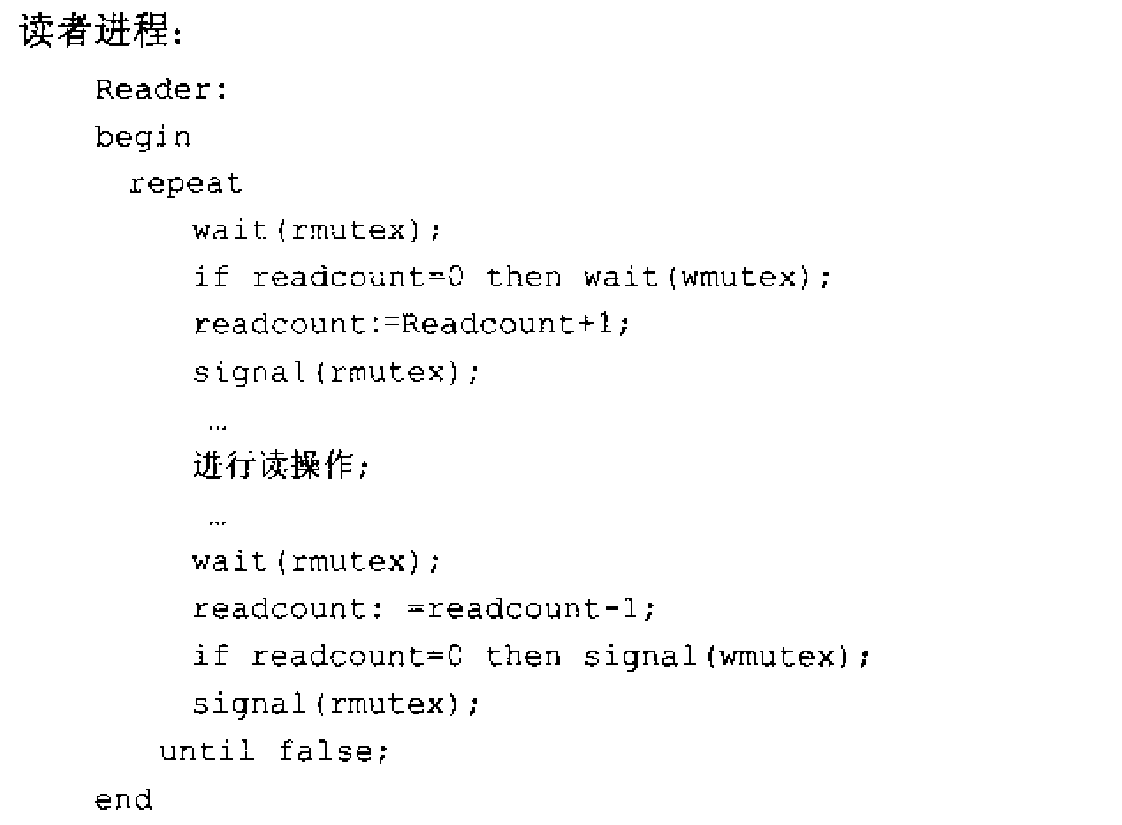 读者进程:
Reader:
begin
repeat
wait(rmutex);
if readcount=0 then wait(wmutex);
readcount:=Readcount+1;
signal(rmutex);
…
进行读操作;
…
wait(rmutex);
readcount: =readcount-1;
if readcount=0 then signal(wmutex);
signal(rmutex);
until false;
end